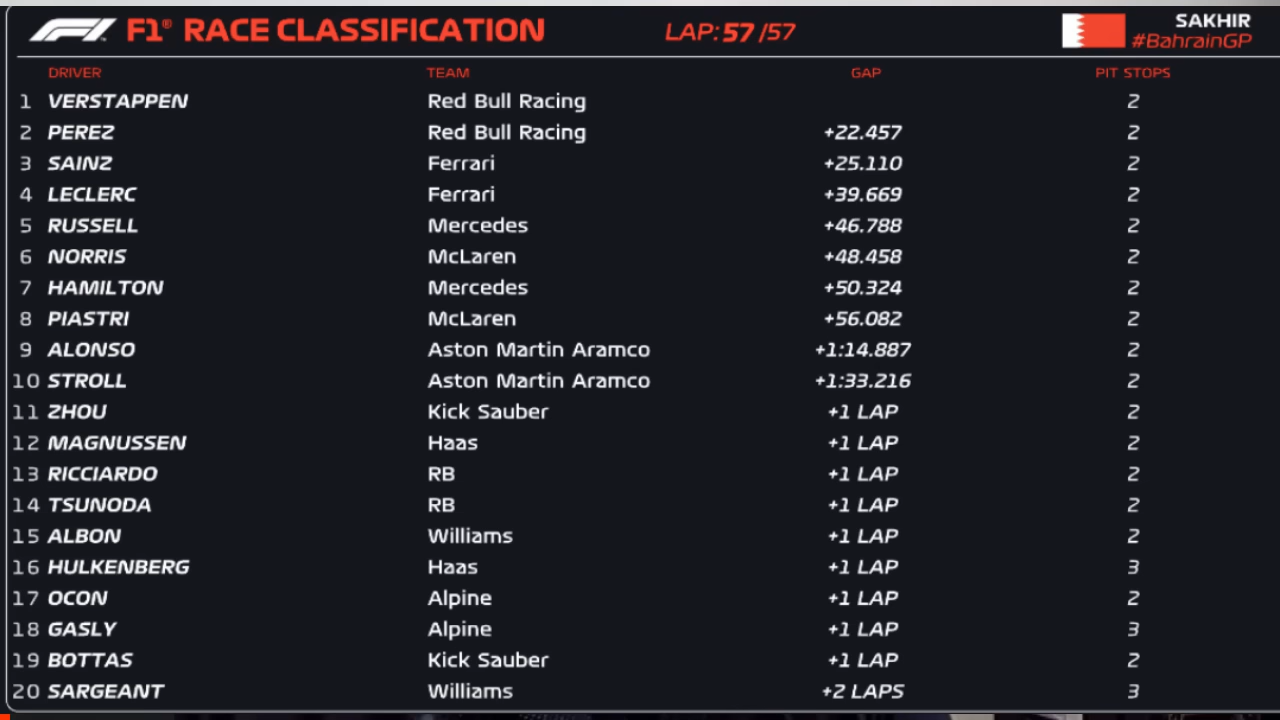 F1® RACE CLASSIFICATION LAP: 57 /57 SAKHIR
#BahrainGP
DRIVER TEAM GAP PIT STOPS
1 VERSTAPPEN Red Bull Racing 2
2 PEREZ Red Bull Racing +22.457 2
3 SAINZ Ferrari +25.110 2
4 LECLERC Ferrari +39.669 2
5 RUSSELL Mercedes +46.788 2
6 NORRIS McLaren +48.458 2
7 HAMILTON Mercedes +50.324 2
8 PIASTRI McLaren +56.082 2
9 ALONSO Aston Martin Aramco +1:14.887 2
10 STROLL Aston Martin Aramco +1:33.216 2
11 ZHOU Kick Sauber +1 LAP 2
12 MAGNUSSEN Haas +1 LAP 2
13 RICCIARDO RB +1 LAP 2
14 TSUNODA RB +1 LAP 2
15 ALBON Williams +1 LAP 2
16 HULKENBERG Haas +1 LAP 3
17 OCON Alpine +1 LAP 2
18 GASLY Alpine +1 LAP 3
19 BOTTAS Kick Sauber +1 LAP 2
20 SARGEANT Williams +2 LAPS 3